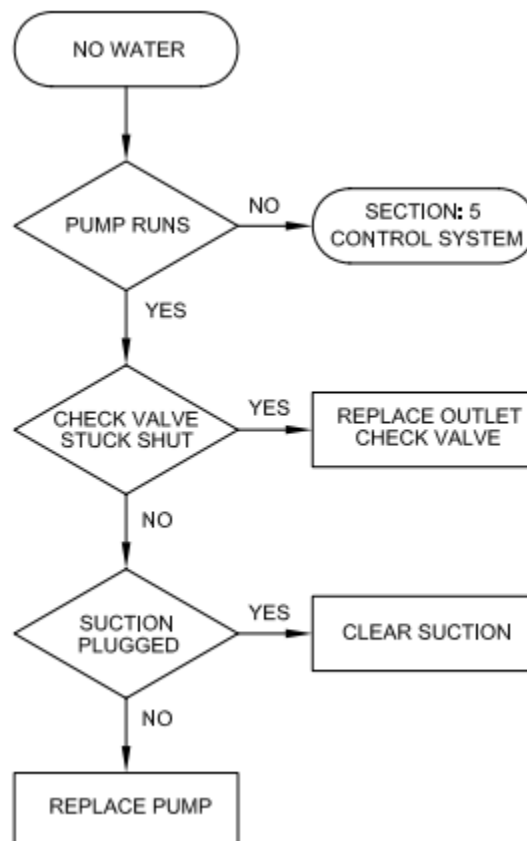 NO WATER
PUMP RUNS
NO
SECTION: 5
CONTROL SYSTEM
YES
CHECK VALVE
STUCK SHUT
YES
REPLACE OUTLET
CHECK VALVE
NO
SUCTION
PLUGGED
YES
CLEAR SUCTION
NO
REPLACE PUMP